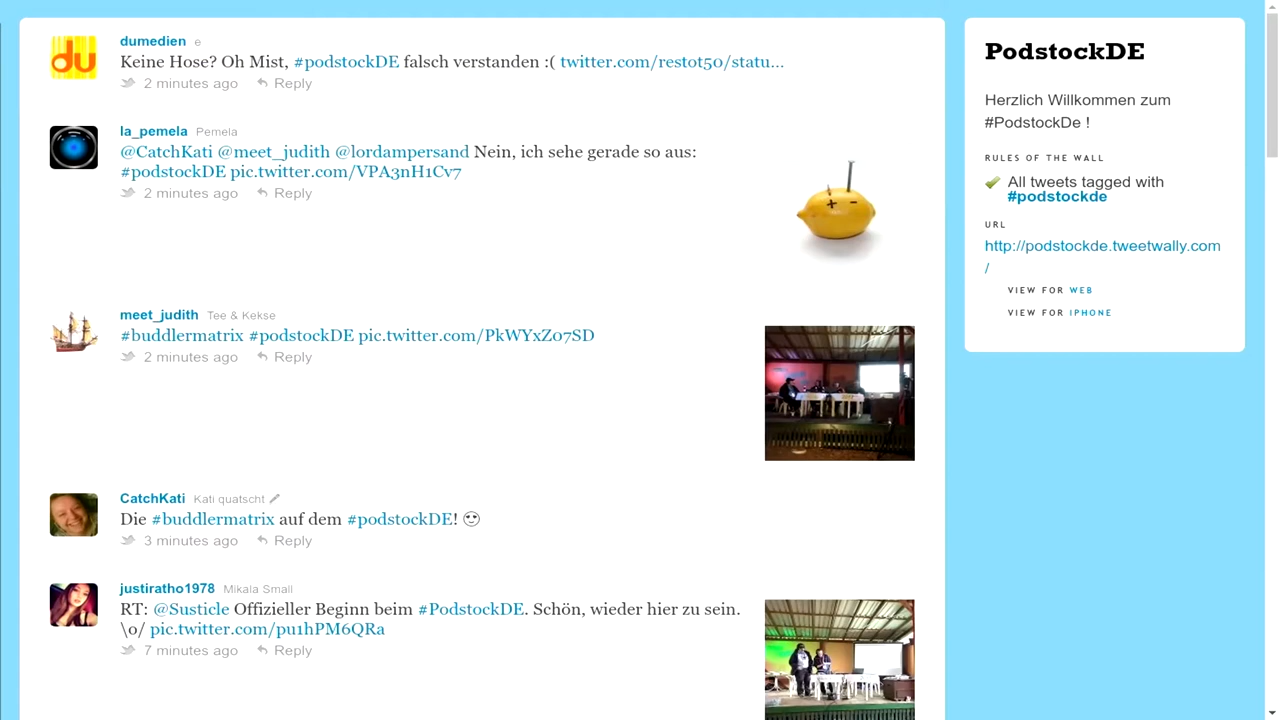 dumedien e
Keine Hose? Oh Mist, #podstockDE falsch verstanden :( twitter.com/restot50/statu...
2 minutes ago Reply
la_pemela Pemela
@CatchKati @meet_judith @lordampersand Nein, ich sehe gerade so aus:
#podstockDE pic.twitter.com/VPA3nH1Cv7
2 minutes ago Reply
meet_judith Tee & Kekse
#buddlermatrix #podstockDE pic.twitter.com/PkWYxZ07SD
2 minutes ago Reply
CatchKati Kati quatscht
Die #buddlermatrix auf dem #podstockDE! 🙂
3 minutes ago Reply
justiratho1978 Mikala Small
RT: @Susticle Offizieller Beginn beim #PodstockDE. Schön, wieder hier zu sein.
\o/ pic.twitter.com/pu1hPM6QRa
7 minutes ago Reply
PodstockDE
Herzlich Willkommen zum
#PodstockDe !
RULES OF THE WALL
All tweets tagged with
#podstockde
URL
http://podstockde.tweetwally.com
/
VIEW FOR WEB
VIEW FOR IPHONE
du
+ -